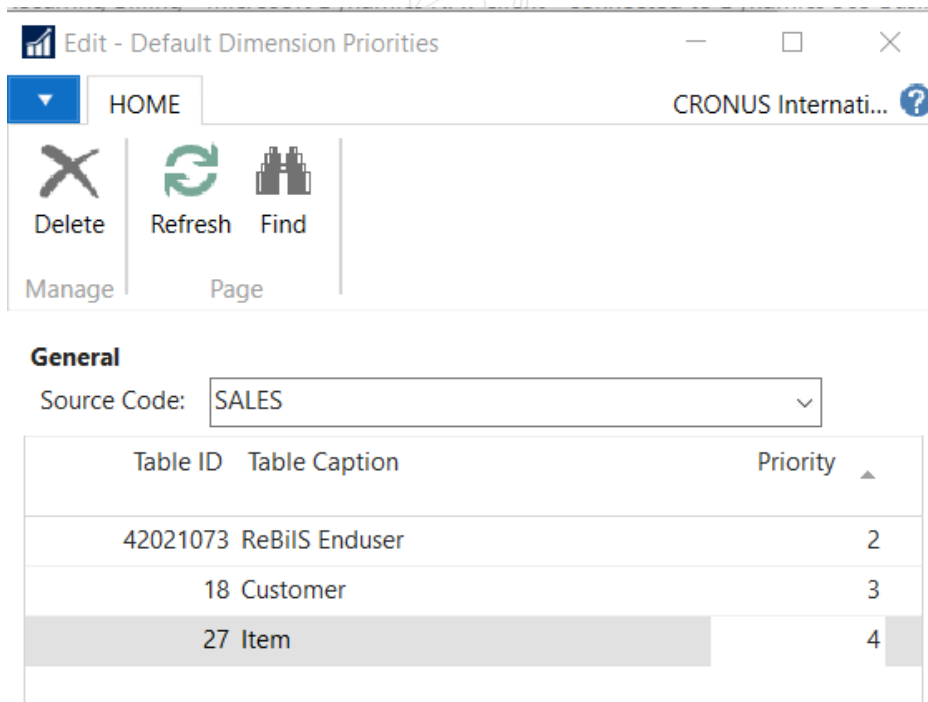 Edit - Default Dimension Priorities
HOME
CRONUS Internati...
Delete
Refresh
Find
Manage
Page
General
Source Code: SALES
Table ID Table Caption Priority
42021073 ReBilS Enduser 2
18 Customer 3
27 Item 4